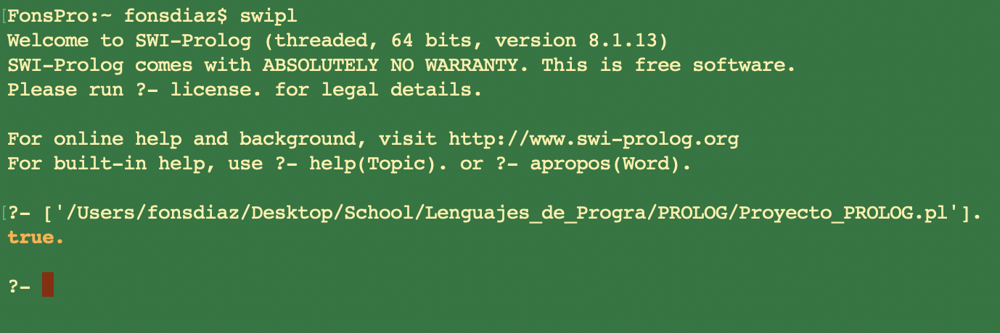 FonsPro:~ fonsdiaz$ swipl
Welcome to SWI-Prolog (threaded, 64 bits, version 8.1.13)
SWI-Prolog comes with ABSOLUTELY NO WARRANTY. This is free software.
Please run ?- license. for legal details.
For online help and background, visit http://www.swi-prolog.org
For built-in help, use ?- help(Topic). or ?- apropos(Word).
?- ['/Users/fonsdiaz/Desktop/School/Lenguajes_de_Progra/PROLOG/Proyecto_PROLOG.pl'].
true.
?-